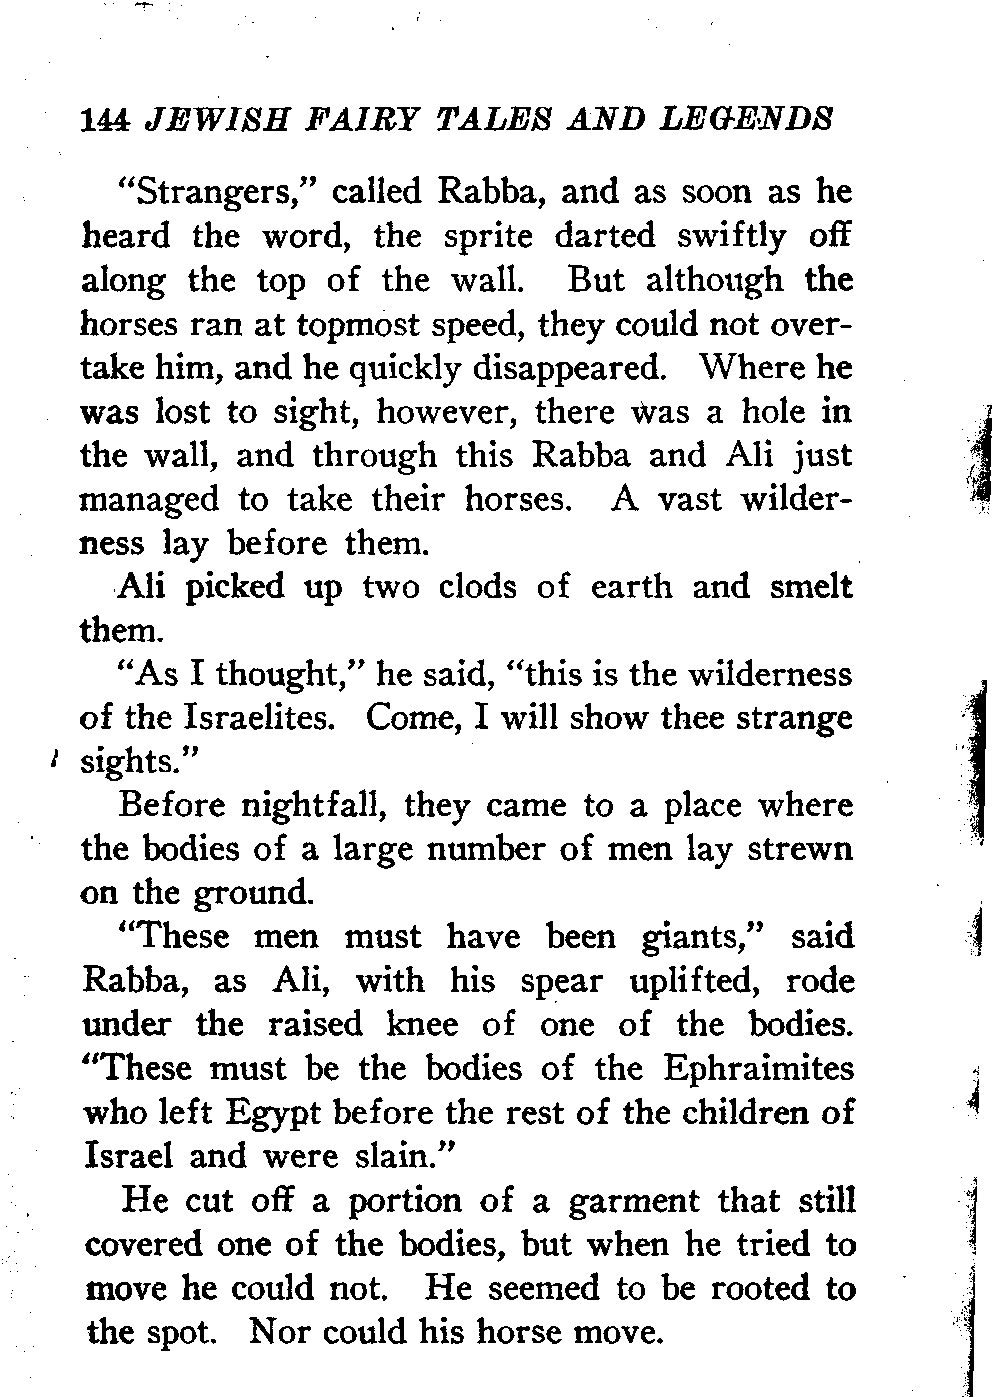 144 JEWISH FAIRY TALES AND LEGENDS
"Strangers," called Rabba, and as soon as he
heard the word, the sprite darted swiftly off
along the top of the wall. But although the
horses ran at topmost speed, they could not over-
take him, and he quickly disappeared. Where he
was lost to sight, however, there was a hole in
the wall, and through this Rabba and Ali just
managed to take their horses. A vast wilder-
ness lay before them.
Ali picked up two clods of earth and smelt
them.
"As I thought," he said, "this is the wilderness
of the Israelites. Come, I will show thee strange
sights."
Before nightfall, they came to a place where
the bodies of a large number of men lay strewn
on the ground.
"These men must have been giants," said
Rabba, as Ali, with his spear uplifted, rode
under the raised knee of one of the bodies.
"These must be the bodies of the Ephraimites
who left Egypt before the rest of the children of
Israel and were slain."
He cut off a portion of a garment that still
covered one of the bodies, but when he tried to
move he could not. He seemed to be rooted to
the spot. Nor could his horse move.